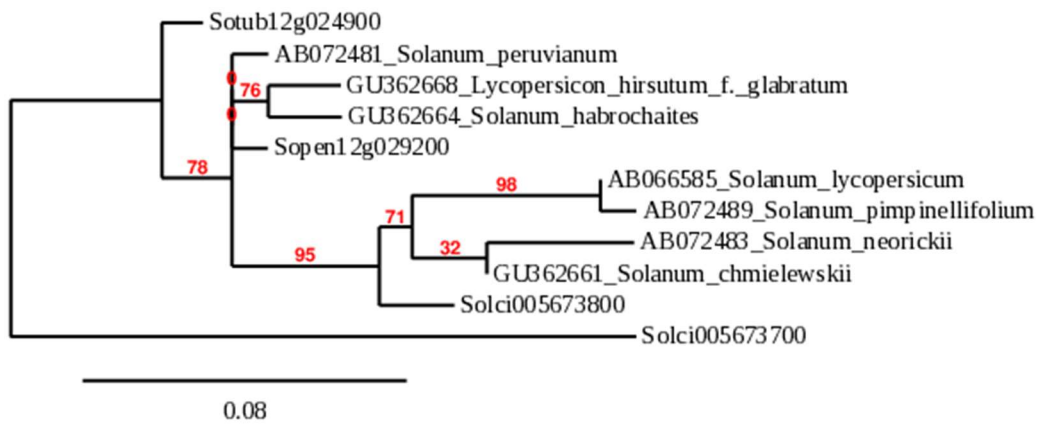 Sotub12g024900
AB072481_Solanum_peruvianum
0
76
GU362668_Lycopersicon_hirsutum_f._glabratum
0
GU362664_Solanum_habrochaites
Sopen12g029200
78
98
AB066585_Solanum_lycopersicum
AB072489_Solanum_pimpinellifolium
71
AB072483_Solanum_neorickii
95
32
GU362661_Solanum_chmielewskii
Solci005673800
Solci005673700
0.08